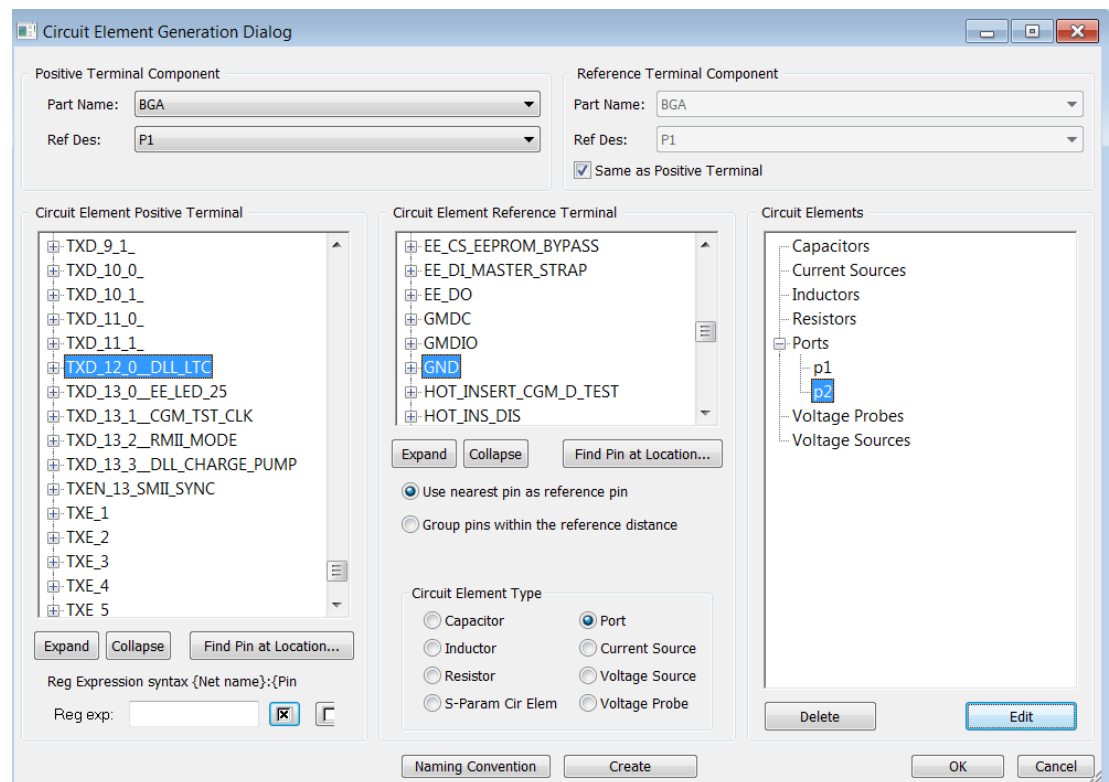 Circuit Element Generation Dialog
Positive Terminal Component
Part Name: BGA
Ref Des: P1
Reference Terminal Component
Part Name: BGA
Ref Des: P1
Same as Positive Terminal
Circuit Element Positive Terminal
TXD_9_1_
TXD_10_0_
TXD_10_1_
TXD_11_0_
TXD_11_1_
TXD_12_0__DLL_LTC
TXD_13_0__EE_LED_25
TXD_13_1__CGM_TST_CLK
TXD_13_2__RMII_MODE
TXD_13_3__DLL_CHARGE_PUMP
TXEN_13_SMII_SYNC
TXE_1
TXE_2
TXE_3
TXE_4
TXE_5
Expand Collapse Find Pin at Location...
Reg Expression syntax {Net name}:{Pin
Reg exp:
Circuit Element Reference Terminal
EE_CS_EEPROM_BYPASS
EE_DI_MASTER_STRAP
EE_DO
GMDC
GMDIO
GND
HOT_INSERT_CGM_D_TEST
HOT_INS_DIS
Expand Collapse Find Pin at Location...
Use nearest pin as reference pin
Group pins within the reference distance
Circuit Element Type
Capacitor Port
Inductor Current Source
Resistor Voltage Source
S-Param Cir Elem Voltage Probe
Circuit Elements
Capacitors
Current Sources
Inductors
Resistors
Ports
p1
p2
Voltage Probes
Voltage Sources
Delete Edit
Naming Convention Create OK Cancel